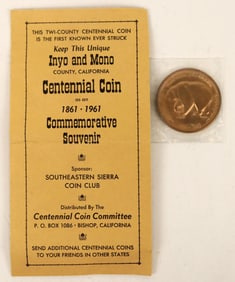 THIS TWI-COUNTY CENTENNIAL COIN
IS THE FIRST KNOWN EVER STRUCK
Keep This Unique
Inyo and Mono
COUNTY, CALIFORNIA
Centennial Coin
1861 - 1961
Commemorative
Souvenir
Sponsor:
SOUTHEASTERN SIERRA
COIN CLUB
Distributed By The
Centennial Coin Committee
P. O. BOX 1086 - BISHOP, CALIFORNIA
SEND ADDITIONAL CENTENNIAL COINS
TO YOUR FRIENDS IN OTHER STATES